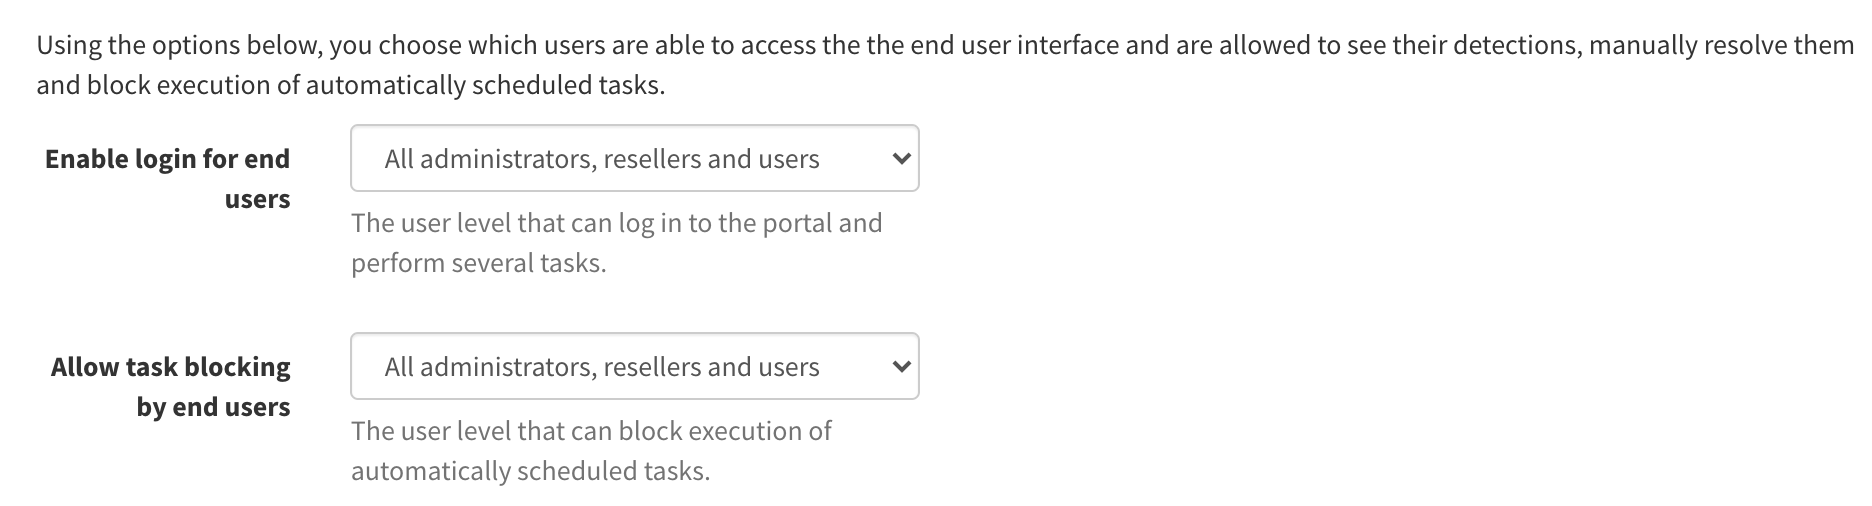 Using the options below, you choose which users are able to access the the end user interface and are allowed to see their detections, manually resolve them
and block execution of automatically scheduled tasks.
Enable login for end
users
All administrators, resellers and users
The user level that can log in to the portal and
perform several tasks.
Allow task blocking
by end users
All administrators, resellers and users
The user level that can block execution of
automatically scheduled tasks.